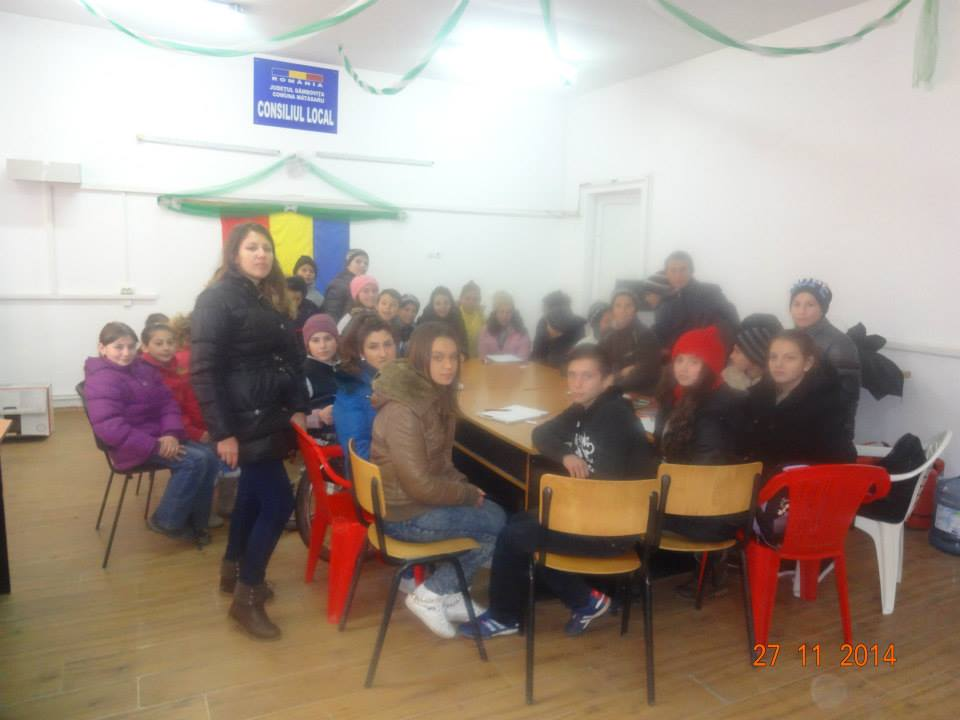 ROMÂNIA
JUDEȚUL DÂMBOVIȚA
COMUNA MĂTĂSARU
CONSILIUL LOCAL
27 11 2014